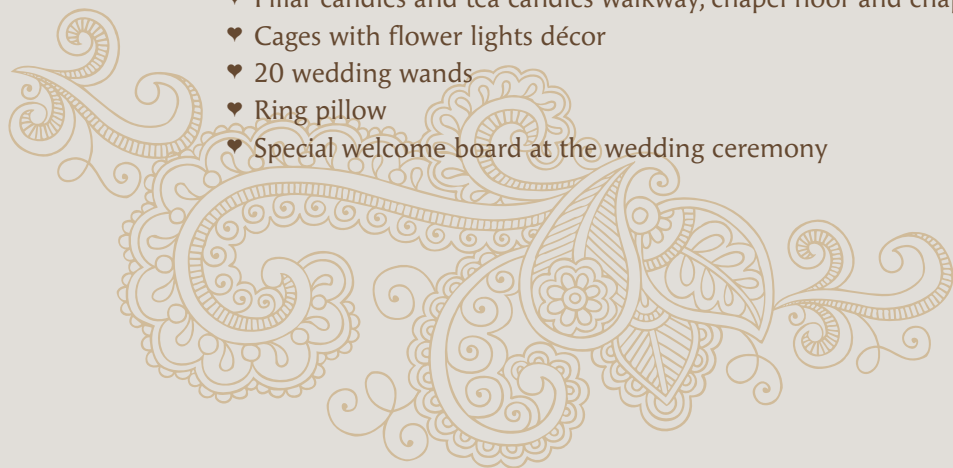 ♥ Pillar candles and tea candles walkway, chapel floor and
♥ Cages with flower lights décor
♥ 20 wedding wands
♥ Ring pillow
♥ Special welcome board at the wedding ceremony